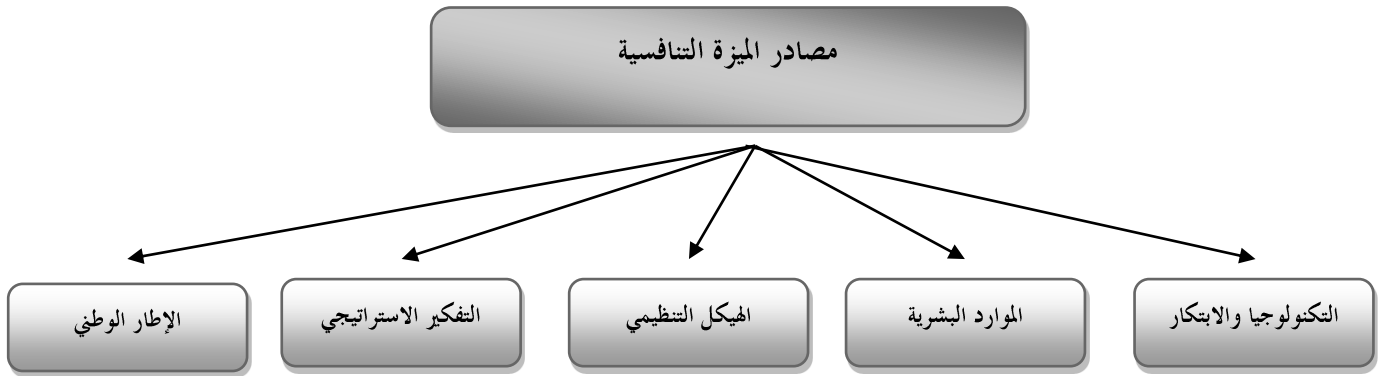 مصادر الميزة التنافسية
التكنولوجيا والابتكار
الموارد البشرية
الهيكل التنظيمي
التفكير الاستراتيجي
الإطار الوطني